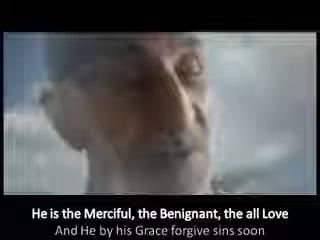 He is the Merciful, the Benignant, the all Love
And He by his Grace forgive sins soon